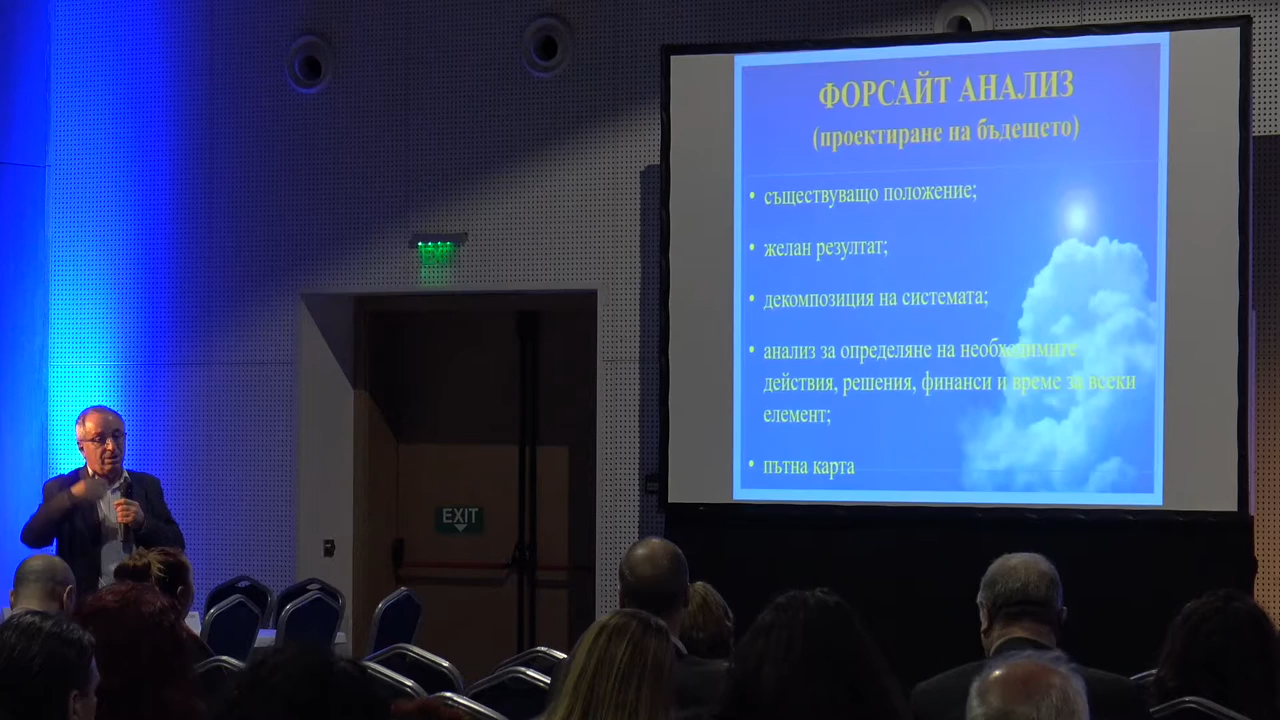 ФОРСАЙТ АНАЛИЗ
(проектиране на бъдещето)
• съществуващо положение;
• желан резултат;
• декомпозиция на системата;
• анализ за определяне на необходимите
действия, решения, финанси и време за всеки
елемент;
• пътна карта
EXIT
EXIT